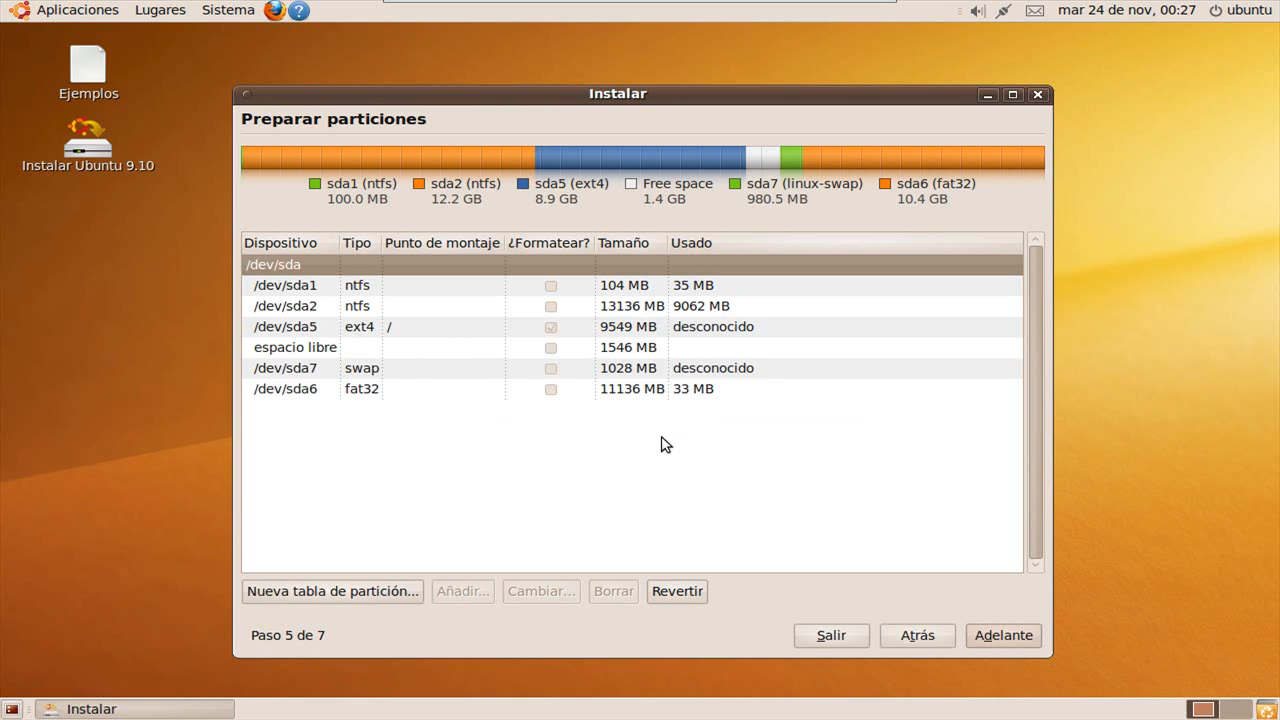 Aplicaciones Lugares Sistema mar 24 de nov, 00:27 ubuntu
Ejemplos
Instalar Ubuntu 9.10
Instalar
Preparar particiones
sda1 (ntfs) sda2 (ntfs) sda5 (ext4) Free space sda7 (linux-swap) sda6 (fat32)
100.0 MB 12.2 GB 8.9 GB 1.4 GB 980.5 MB 10.4 GB
Dispositivo Tipo Punto de montaje ¿Formatear? Tamaño Usado
/dev/sda
/dev/sda1 ntfs 104 MB 35 MB
/dev/sda2 ntfs 13136 MB 9062 MB
/dev/sda5 ext4 / 9549 MB desconocido
espacio libre 1546 MB
/dev/sda7 swap 1028 MB desconocido
/dev/sda6 fat32 11136 MB 33 MB
Nueva tabla de partición... Añadir... Cambiar... Borrar Revertir
Paso 5 de 7 Salir Atrás Adelante
Instalar